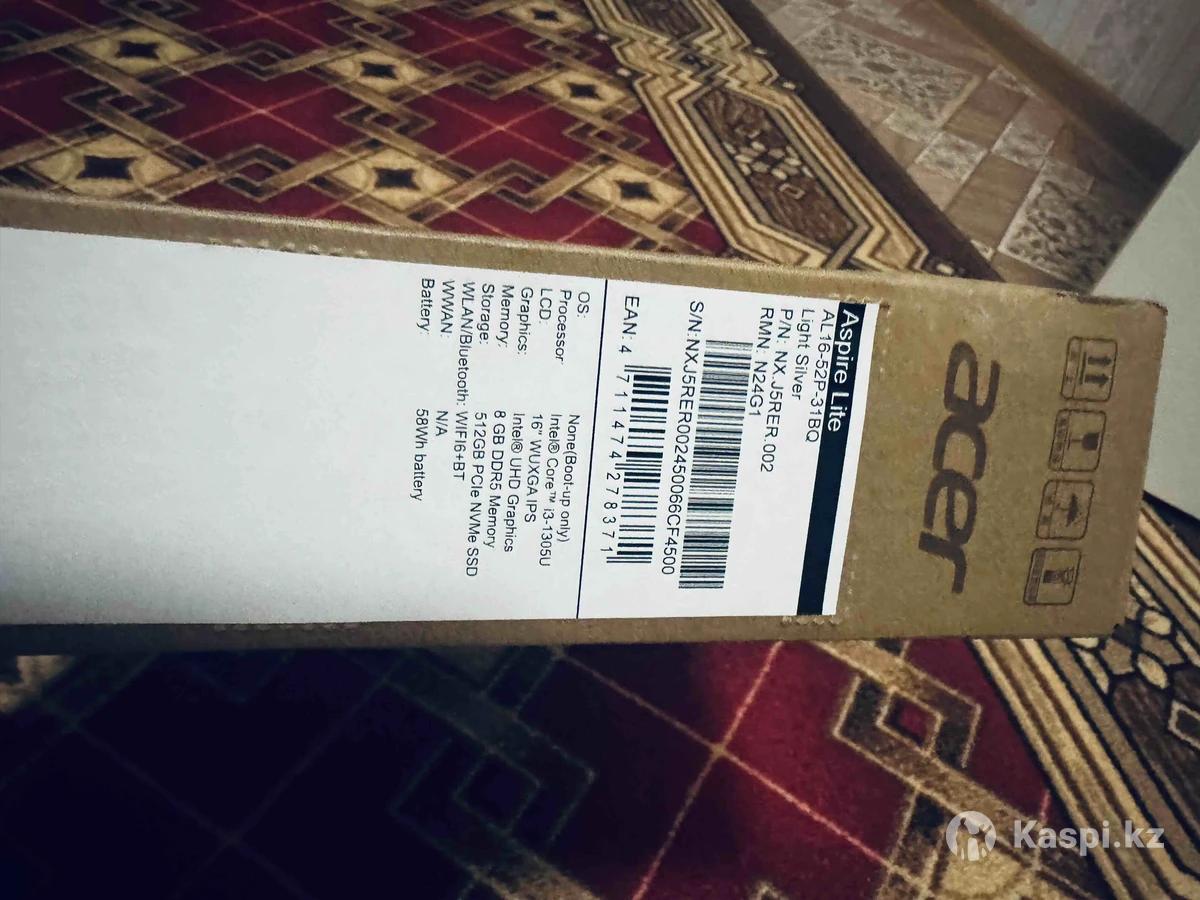 acer
Aspire Lite
AL16-52P-31BQ
Light Silver
P/N: NX.J5RER.002
RMN: N24G1
S/N:NXJ5RER002450066CF4500
EAN: 4 711474 278371
OS: None(Boot-up only)
Processor: Intel® Core™ i3-1305U
LCD: 16" WUXGA IPS
Graphics: Intel® UHD Graphics
Memory: 8 GB DDR5 Memory
Storage: 512GB PCIe NVMe SSD
WLAN/Bluetooth: WIFI6+BT
WWAN: N/A
Battery: 58Wh battery
Kaspi.kz